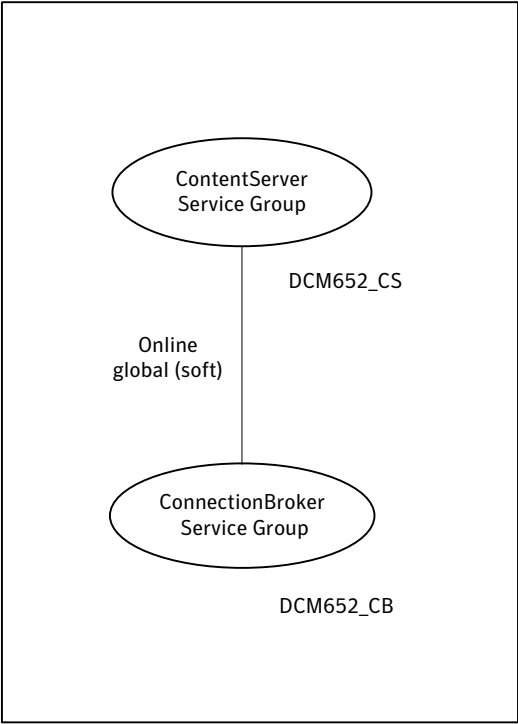 ContentServer
Service Group
DCM652_CS
Online
global (soft)
ConnectionBroker
Service Group
DCM652_CB